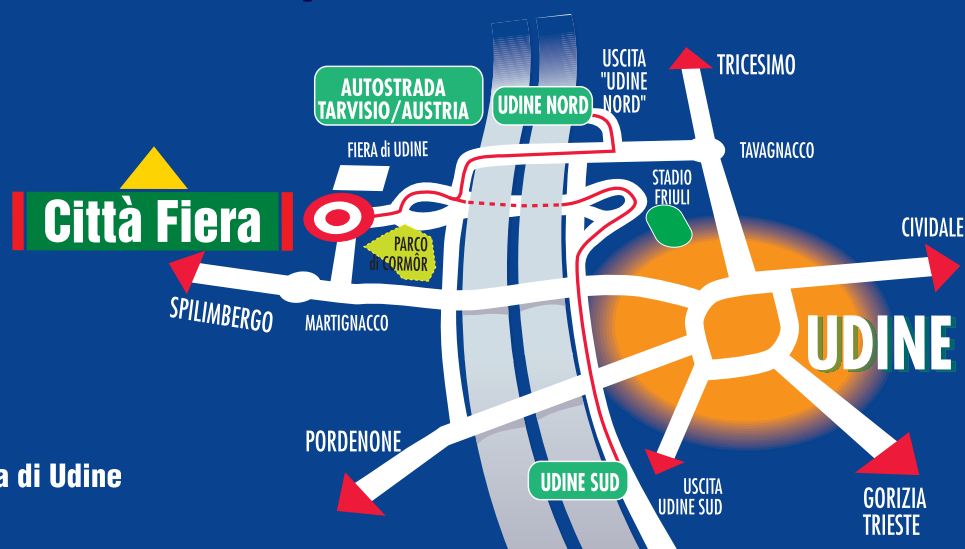 AUTOSTRADA
TARVISIO/AUSTRIA
UDINE NORD
USCITA
"UDINE
NORD"
TRICESIMO
FIERA di UDINE
TAVAGNACCO
STADIO
FRIULI
Città Fiera
PARCO
di CORMÔR
CIVIDALE
SPILIMBERGO
MARTIGNACCO
UDINE
PORDENONE
a di Udine
UDINE SUD
USCITA
UDINE SUD
GORIZIA
TRIESTE